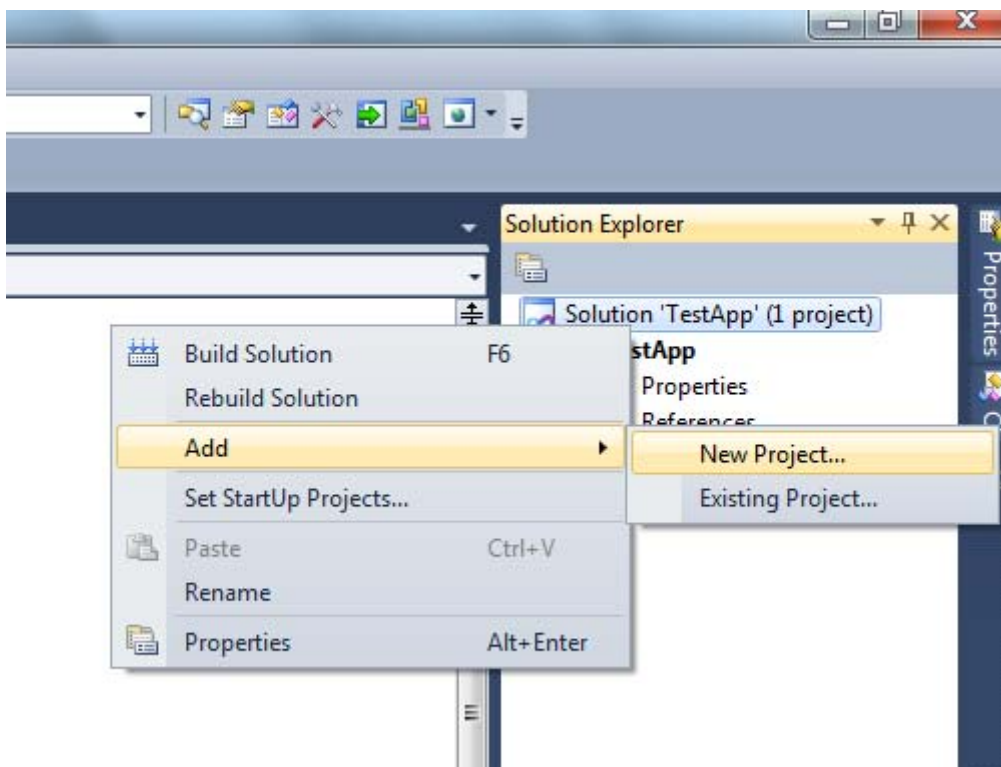 Solution Explorer
Properties
Solution 'TestApp' (1 project)
Build Solution F6
stApp
Rebuild Solution
Properties
References
Add
New Project...
Set StartUp Projects...
Existing Project...
Paste Ctrl+V
Rename
Properties Alt+Enter